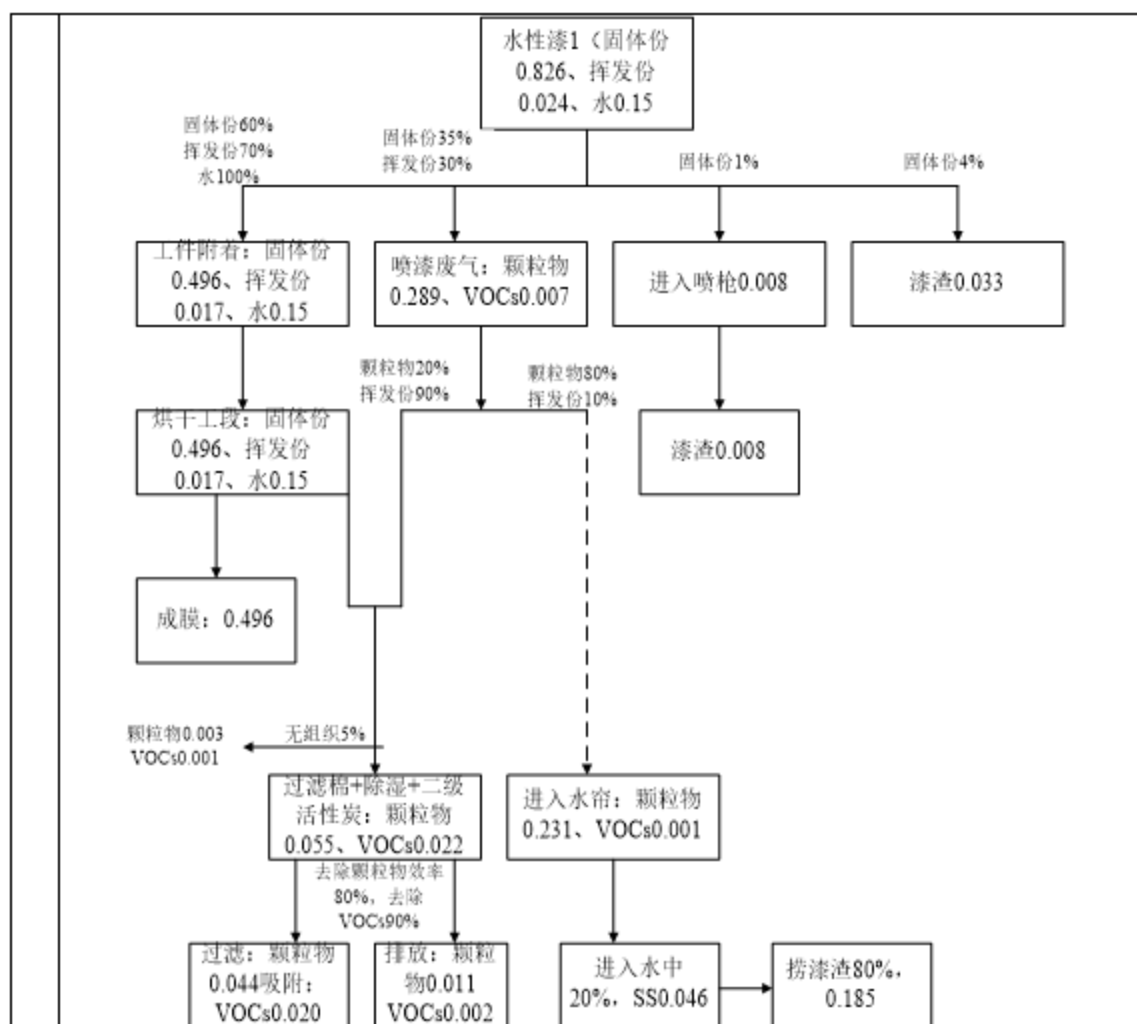 水性漆1（固体份
0.826、挥发份
0.024、水0.15
固体份60%
挥发份70%
水100%
固体份35%
挥发份30%
固体份1%
固体份4%
工件附着：固体份
0.496、挥发份
0.017、水0.15
喷漆废气：颗粒物
0.289、VOCs0.007
进入喷枪0.008
漆渣0.033
颗粒物20%
挥发份90%
颗粒物80%
挥发份10%
烘干工段：固体份
0.496、挥发份
0.017、水0.15
漆渣0.008
成膜：0.496
颗粒物0.003
VOCs0.001
无组织5%
过滤棉+除湿+二级
活性炭：颗粒物
0.055、VOCs0.022
进入水帘：颗粒物
0.231、VOCs0.001
去除颗粒物效率
80%，去除
VOCs90%
过滤：颗粒物
0.044吸附：
VOCs0.020
排放：颗粒
物0.011
VOCs0.002
进入水中
20%，SS0.046
捞漆渣80%，
0.185